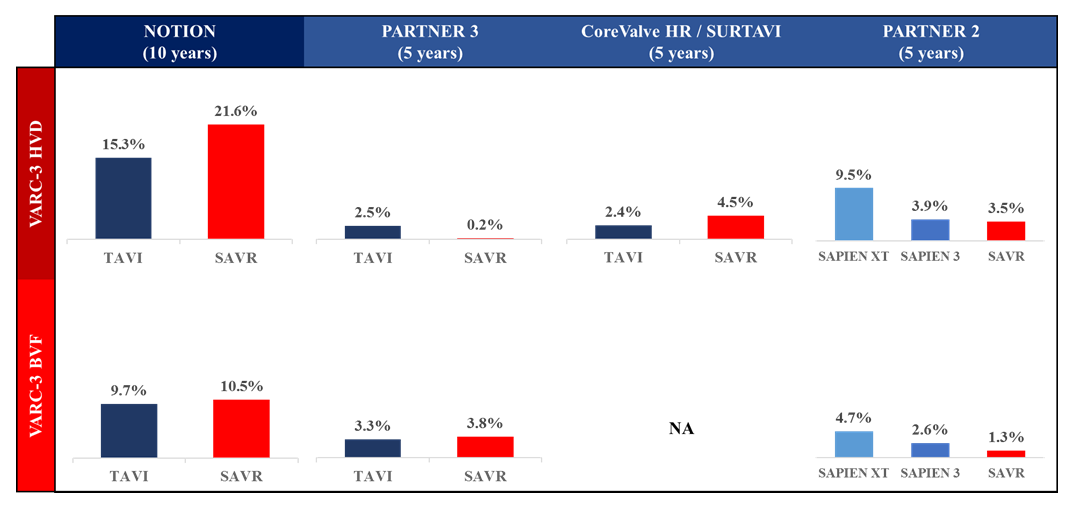 NOTION
(10 years)
PARTNER 3
(5 years)
CoreValve HR / SURTAVI
(5 years)
PARTNER 2
(5 years)
VARC-3 HVD
15.3%
21.6%
TAVI
SAVR
2.5%
0.2%
TAVI
SAVR
2.4%
4.5%
TAVI
SAVR
9.5%
3.9%
3.5%
SAPIEN XT
SAPIEN 3
SAVR
VARC-3 BVF
9.7%
10.5%
TAVI
SAVR
3.3%
3.8%
TAVI
SAVR
NA
4.7%
2.6%
1.3%
SAPIEN XT
SAPIEN 3
SAVR